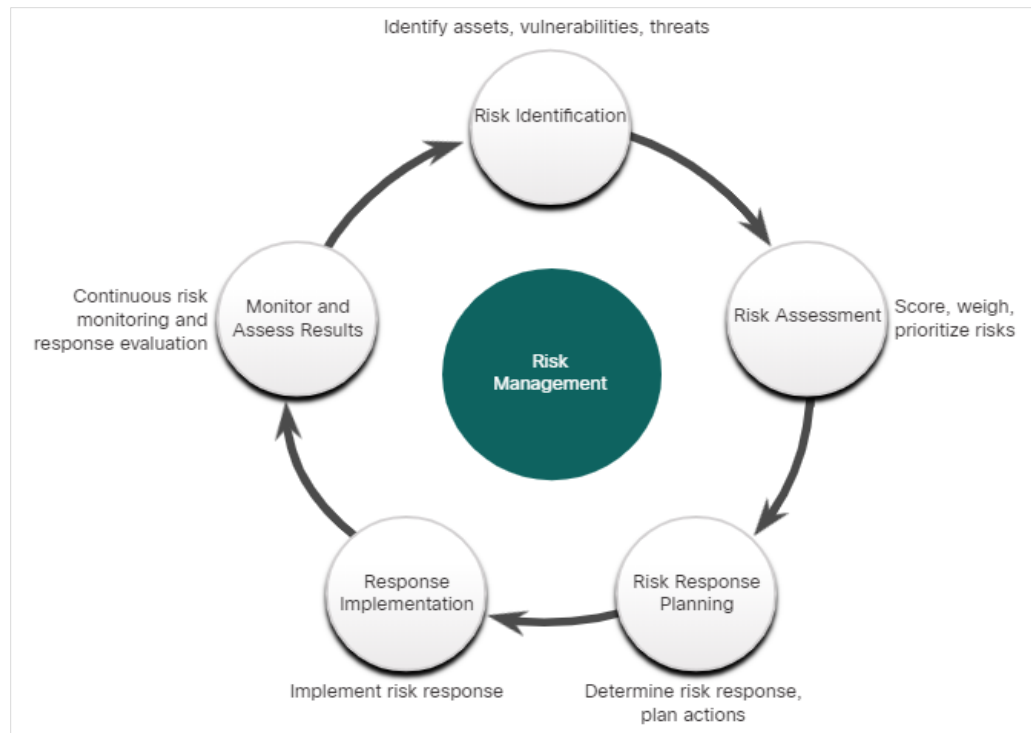 Identify assets, vulnerabilities, threats
Risk Identification
Risk Assessment
Score, weigh,
prioritize risks
Risk Response
Planning
Determine risk response,
plan actions
Response
Implementation
Implement risk response
Monitor and
Assess Results
Continuous risk
monitoring and
response evaluation
Risk
Management